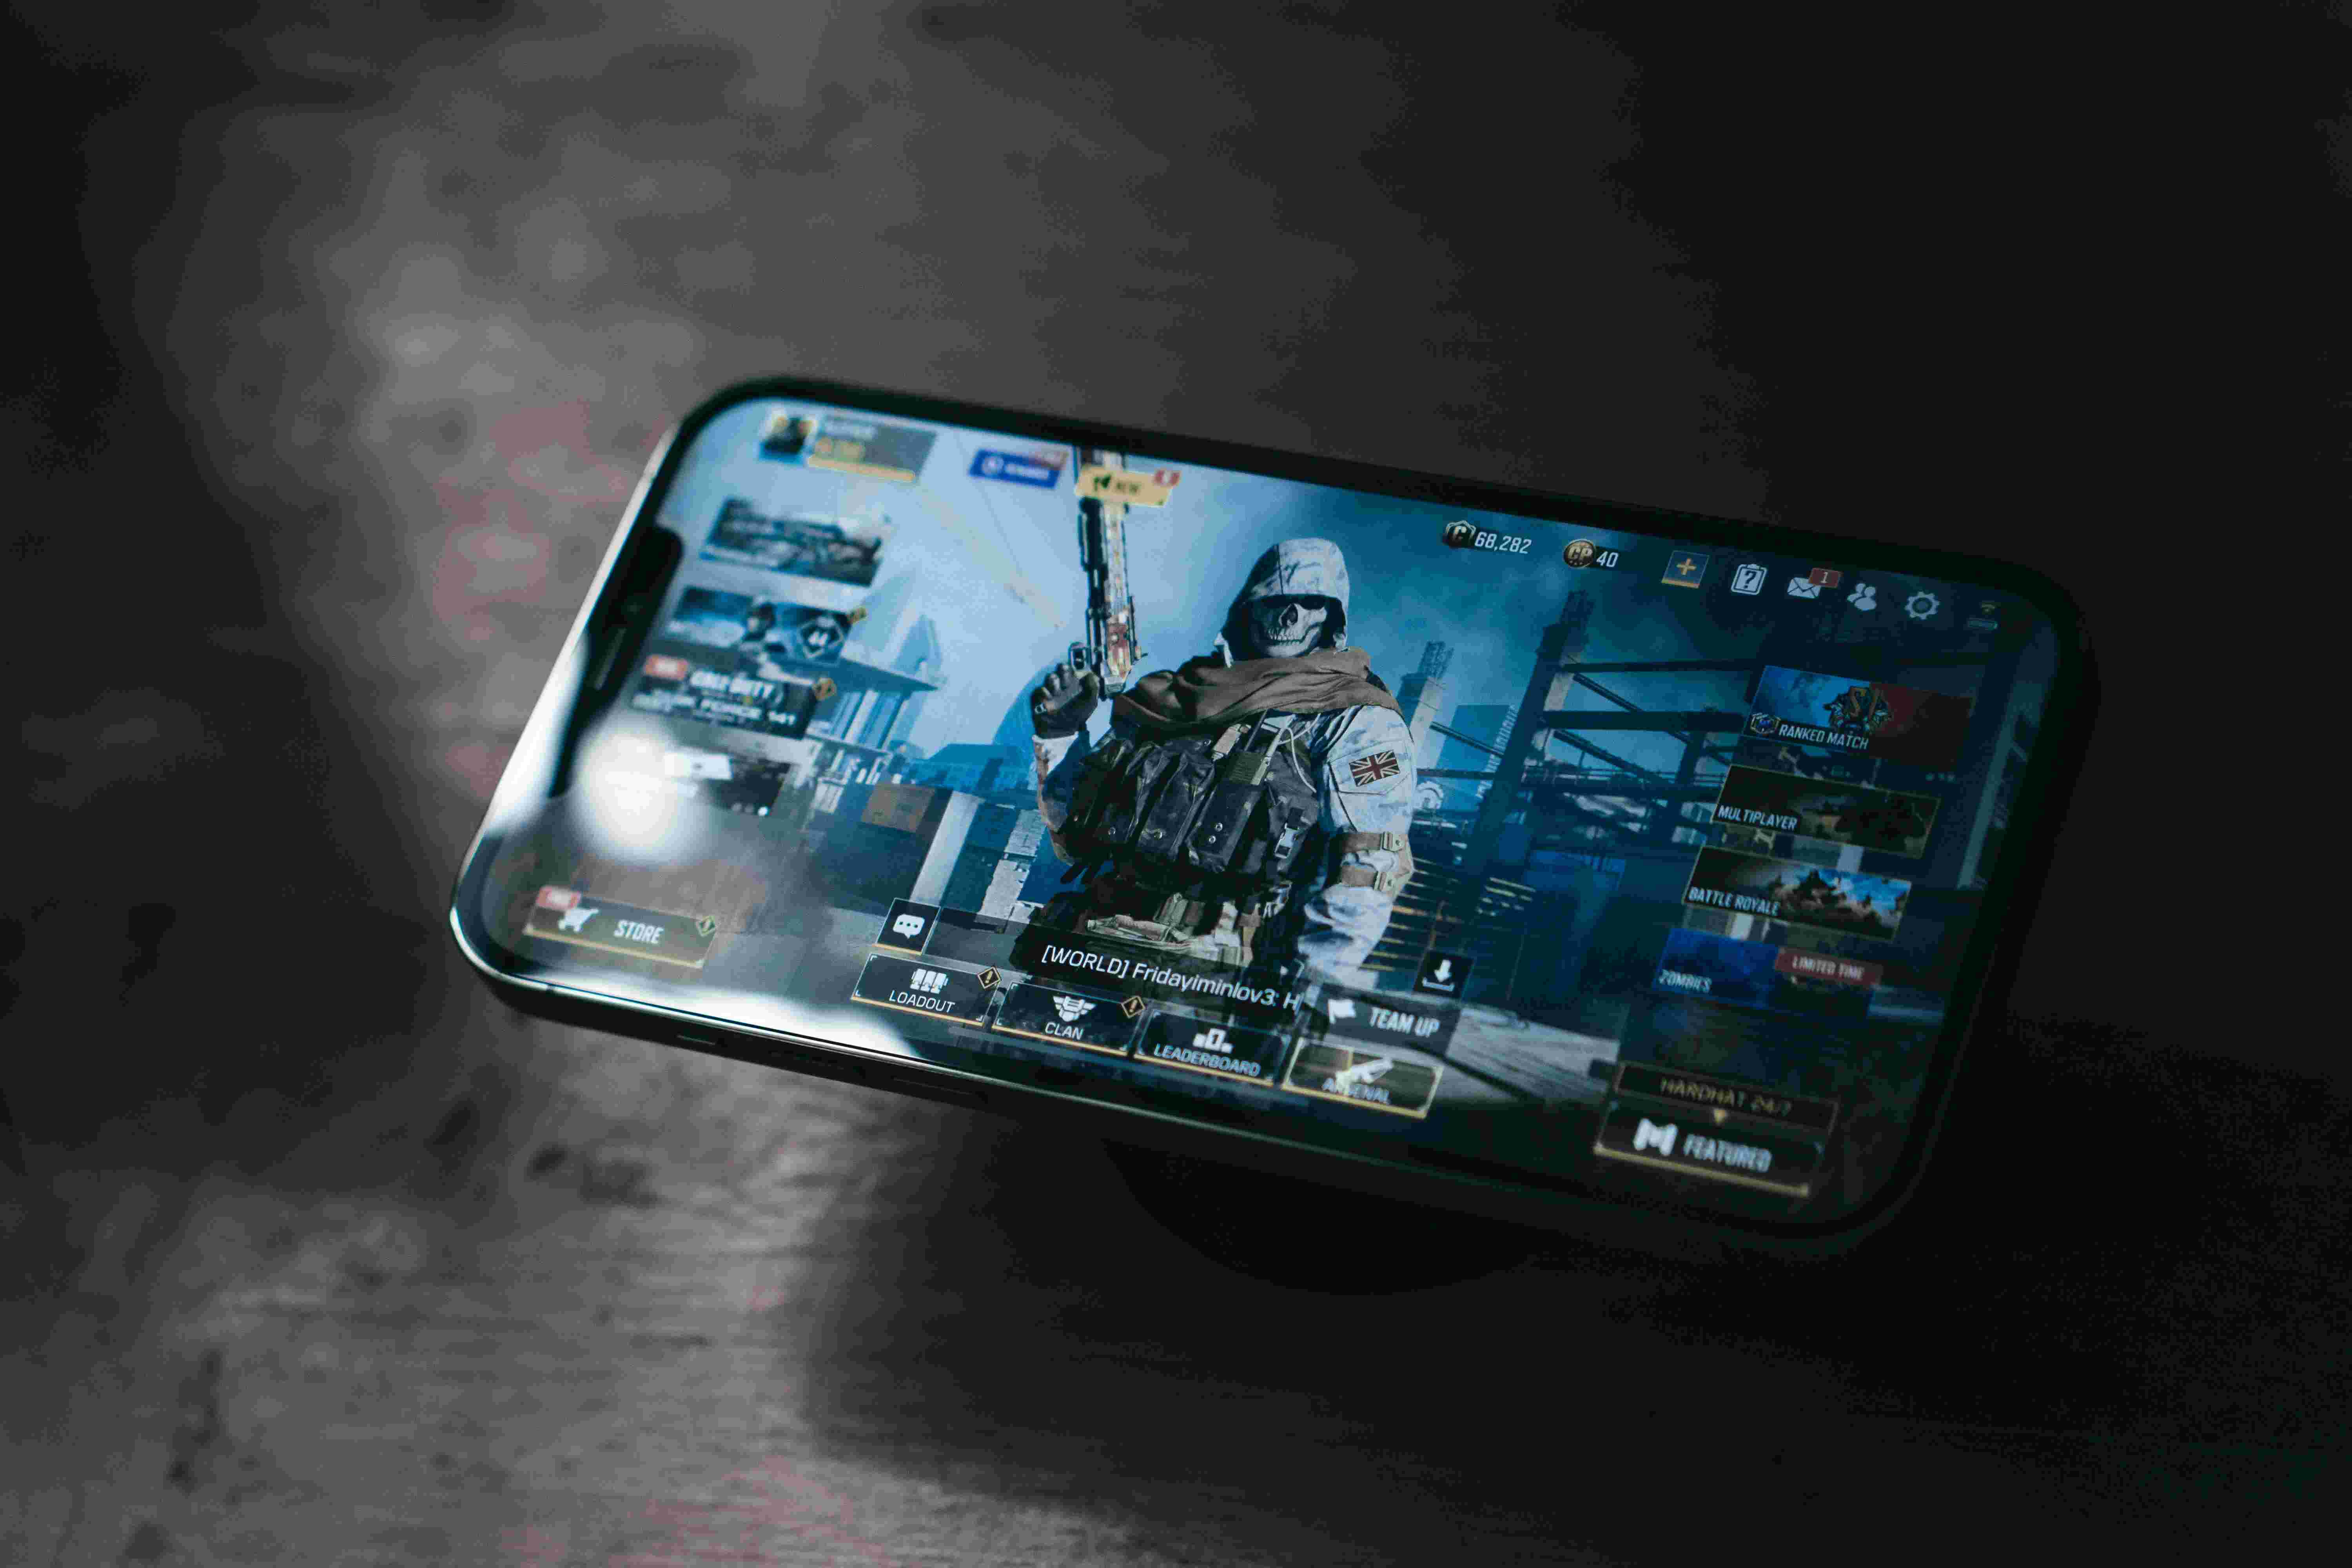 NEW
68,282
CP 40
1
CALL OF DUTY
TASK FORCE 141
RANKED MATCH
MULTIPLAYER
BATTLE ROYALE
ZOMBIES
LIMITED TIME
STORE
[WORLD] Fridayiminlov3: H
LOADOUT
CLAN
LEADERBOARD
TEAM UP
ARSENAL
HARDHAT 24/7
FEATURED